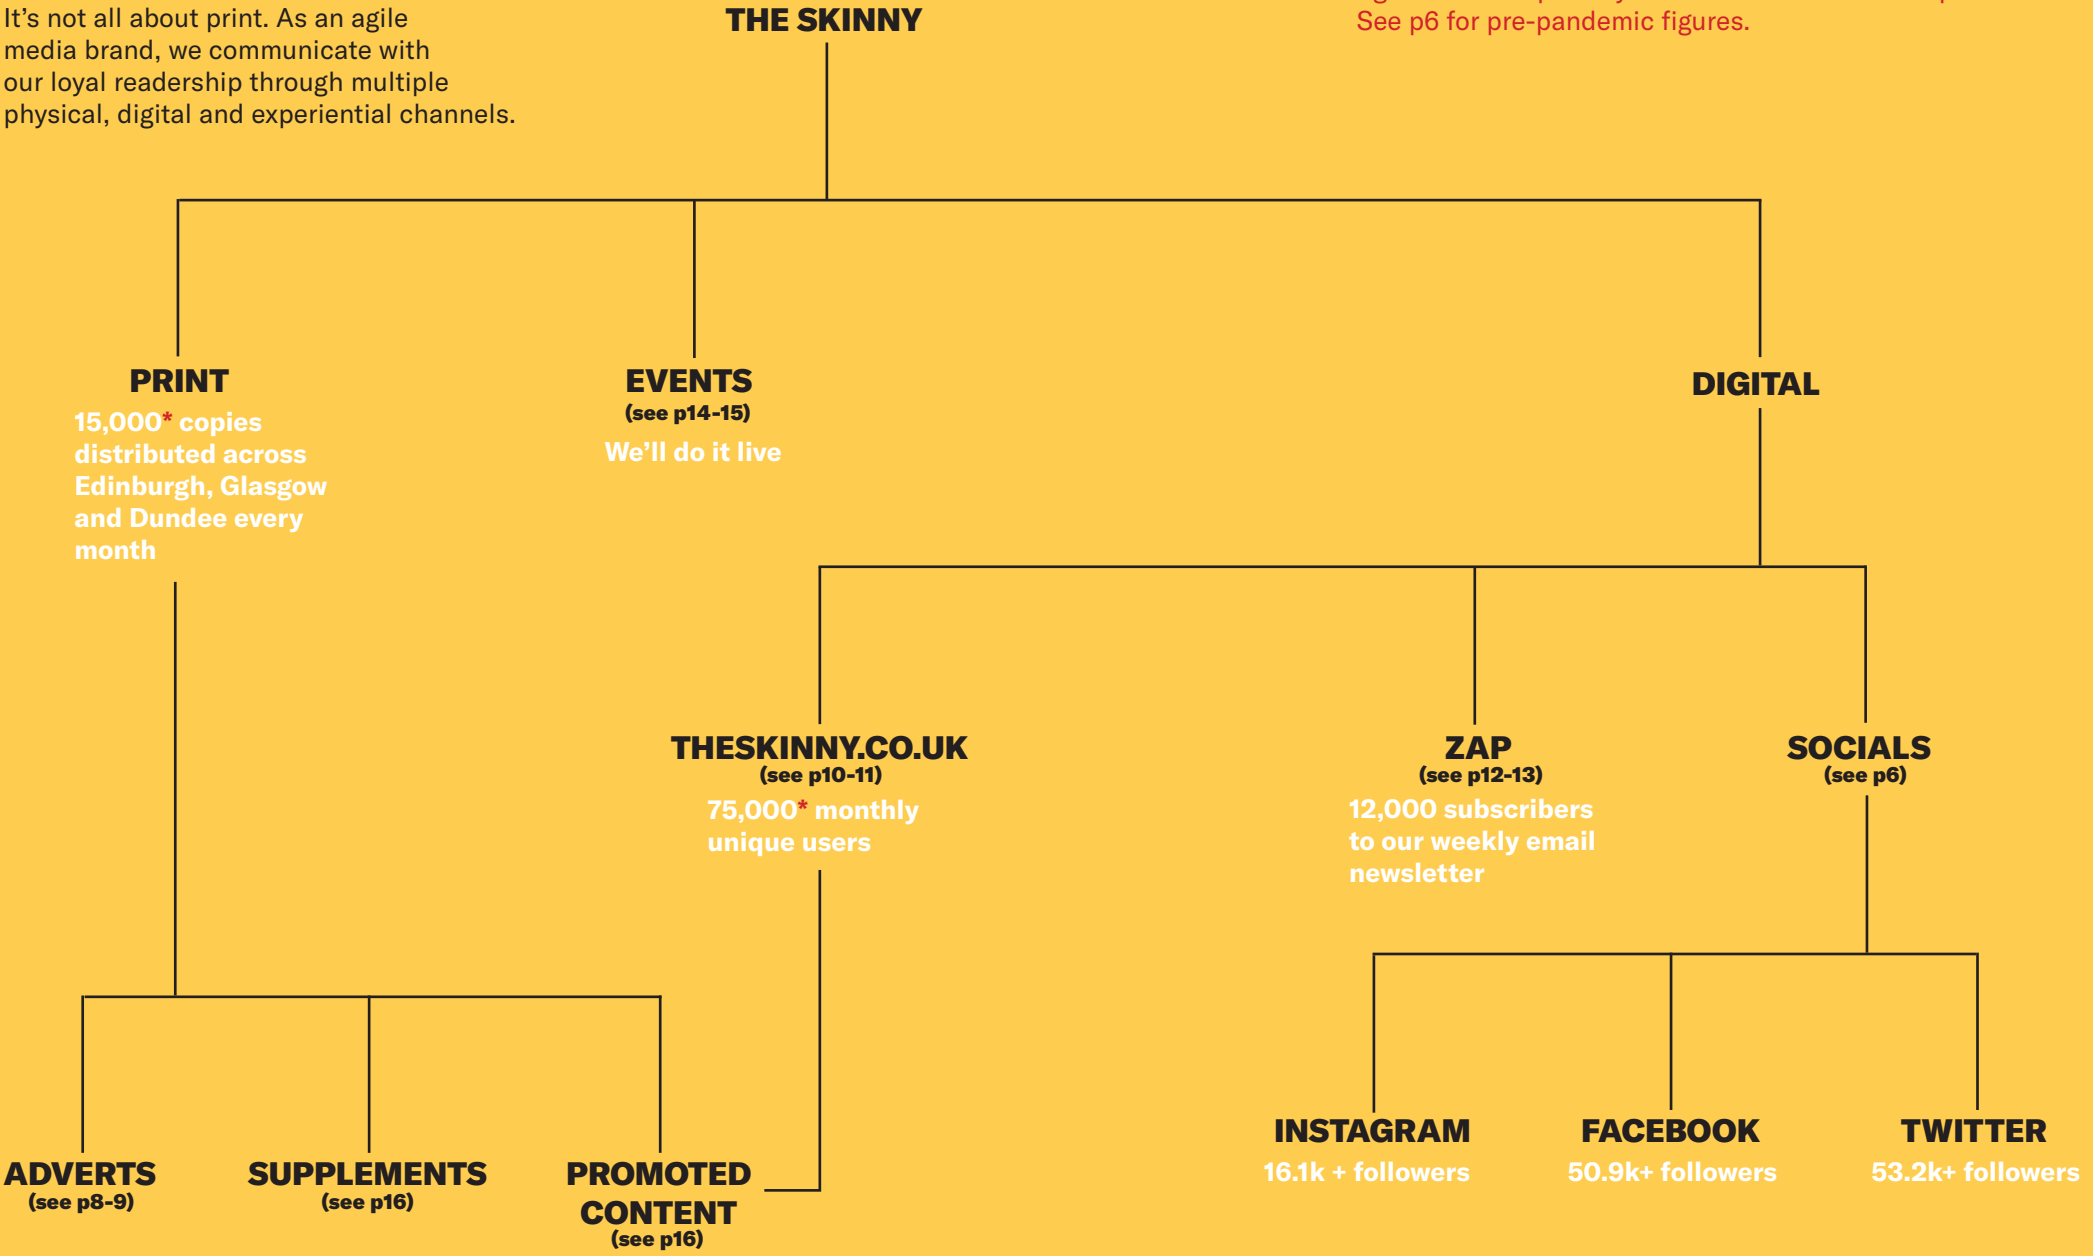 It's not all about print. As an agile
media brand, we communicate with
our loyal readership through multiple
physical, digital and experiential channels.
THE SKINNY
See p6 for pre-pandemic figures.
PRINT
15,000* copies
distributed across
Edinburgh, Glasgow
and Dundee every
month
EVENTS
(see p14-15)
We'll do it live
DIGITAL
THESKINNY.CO.UK
(see p10-11)
75,000* monthly
unique users
ZAP
(see p12-13)
12,000 subscribers
to our weekly email
newsletter
SOCIALS
(see p6)
ADVERTS
(see p8-9)
SUPPLEMENTS
(see p16)
PROMOTED
CONTENT
(see p16)
INSTAGRAM
16.1k + followers
FACEBOOK
50.9k+ followers
TWITTER
53.2k+ followers